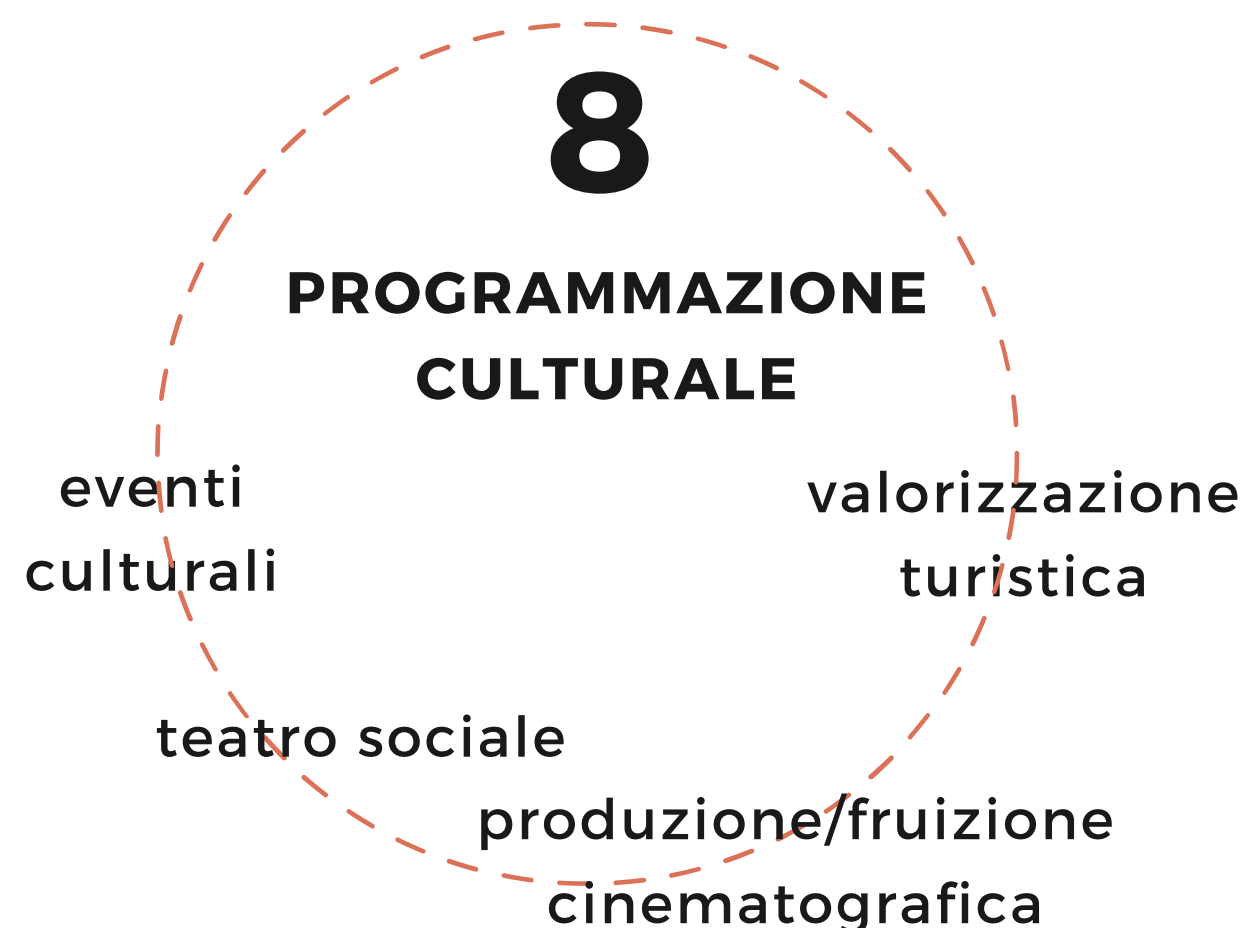 8
PROGRAMMAZIONE
CULTURALE
eventi
culturali
valorizzazione
turistica
teatro sociale
produzione/fruizione
cinematografica